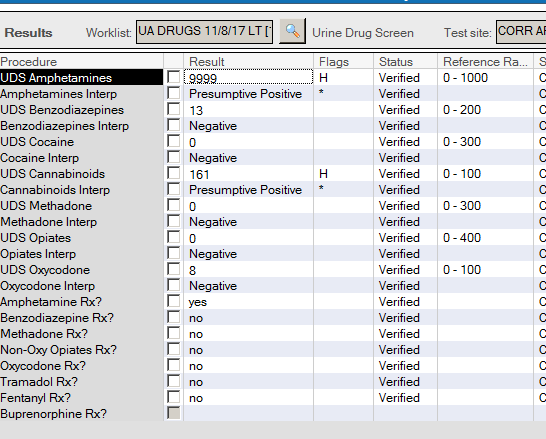 Results Worklist: UA DRUGS 11/8/17 LT [ Urine Drug Screen Test site: CORR AF
Procedure Result Flags Status Reference Ra... S
UDS Amphetamines 9999 H Verified 0 - 1000 C
Amphetamines Interp Presumptive Positive * Verified C
UDS Benzodiazepines 13 Verified 0 - 200 C
Benzodiazepines Interp Negative Verified C
UDS Cocaine 0 Verified 0 - 300 C
Cocaine Interp Negative Verified C
UDS Cannabinoids 161 H Verified 0 - 100 C
Cannabinoids Interp Presumptive Positive * Verified C
UDS Methadone 0 Verified 0 - 300 C
Methadone Interp Negative Verified C
UDS Opiates 0 Verified 0 - 400 C
Opiates Interp Negative Verified C
UDS Oxycodone 8 Verified 0 - 100 C
Oxycodone Interp Negative Verified C
Amphetamine Rx? yes Verified C
Benzodiazepine Rx? no Verified C
Methadone Rx? no Verified C
Non-Oxy Opiates Rx? no Verified C
Oxycodone Rx? no Verified C
Tramadol Rx? no Verified C
Fentanyl Rx? no Verified C
Buprenorphine Rx?